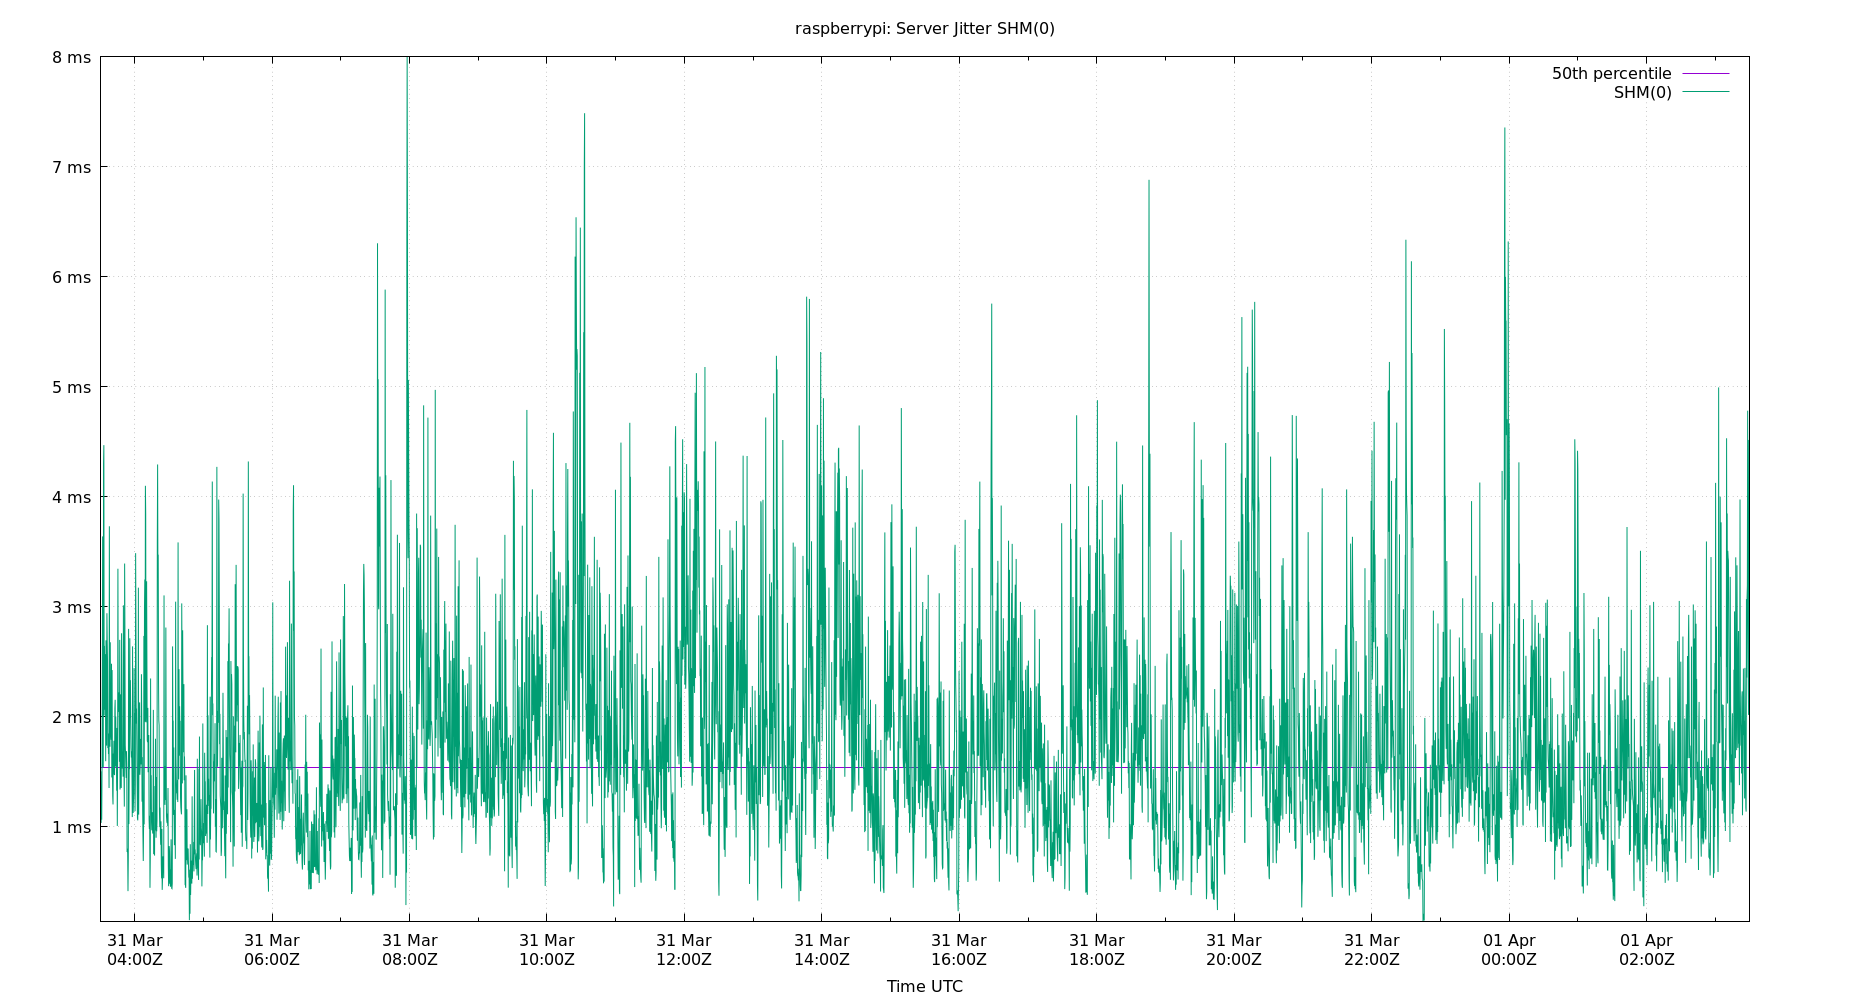 raspberrypi: Server Jitter SHM(0)
8 ms
7 ms
6 ms
5 ms
4 ms
3 ms
2 ms
1 ms
50th percentile
SHM(0)
31 Mar
04:00Z
31 Mar
06:00Z
31 Mar
08:00Z
31 Mar
10:00Z
31 Mar
12:00Z
31 Mar
14:00Z
31 Mar
16:00Z
31 Mar
18:00Z
31 Mar
20:00Z
31 Mar
22:00Z
01 Apr
00:00Z
01 Apr
02:00Z
Time UTC